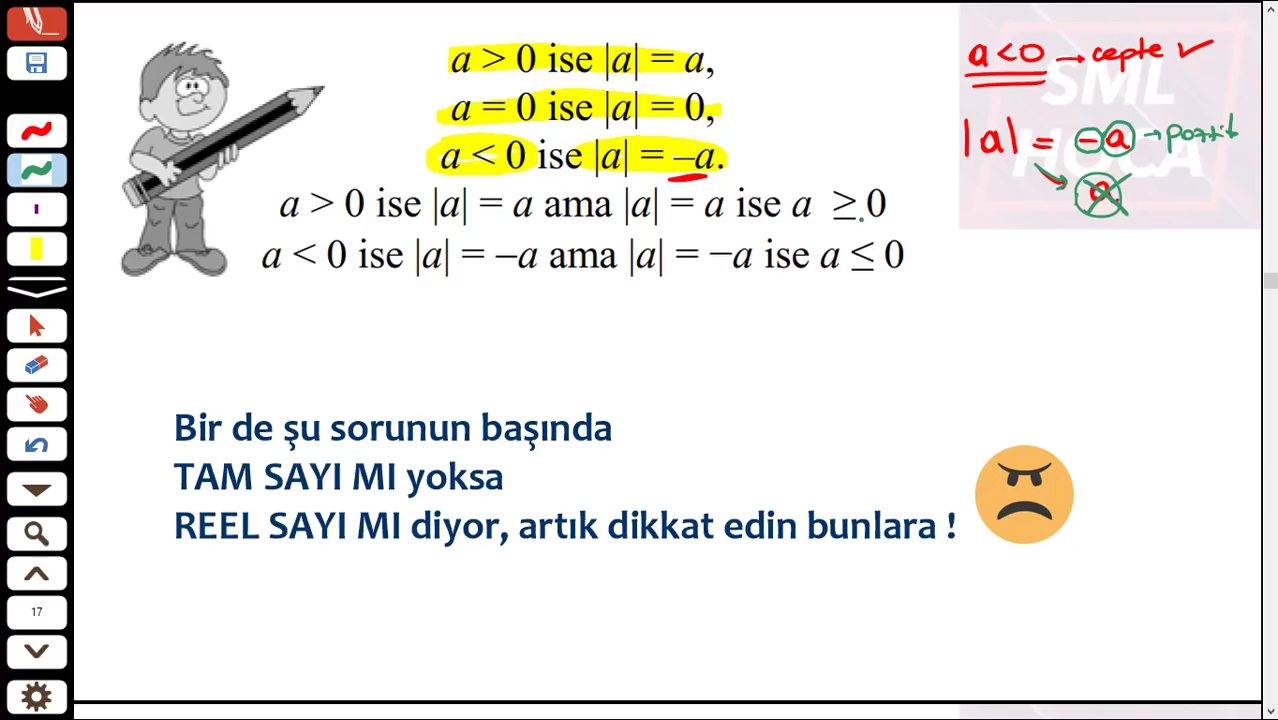 a > 0 ise |a| = a,
a = 0 ise |a| = 0,
a < 0 ise |a| = –a.
a > 0 ise |a| = a ama |a| = a ise a ≥ 0
a < 0 ise |a| = –a ama |a| = −a ise a ≤ 0
a < 0 → cepte ✓
|a| = −a → pozitif
a
SML
HOCA
Bir de şu sorunun başında
TAM SAYI MI yoksa
REEL SAYI MI diyor, artık dikkat edin bunlara !
17